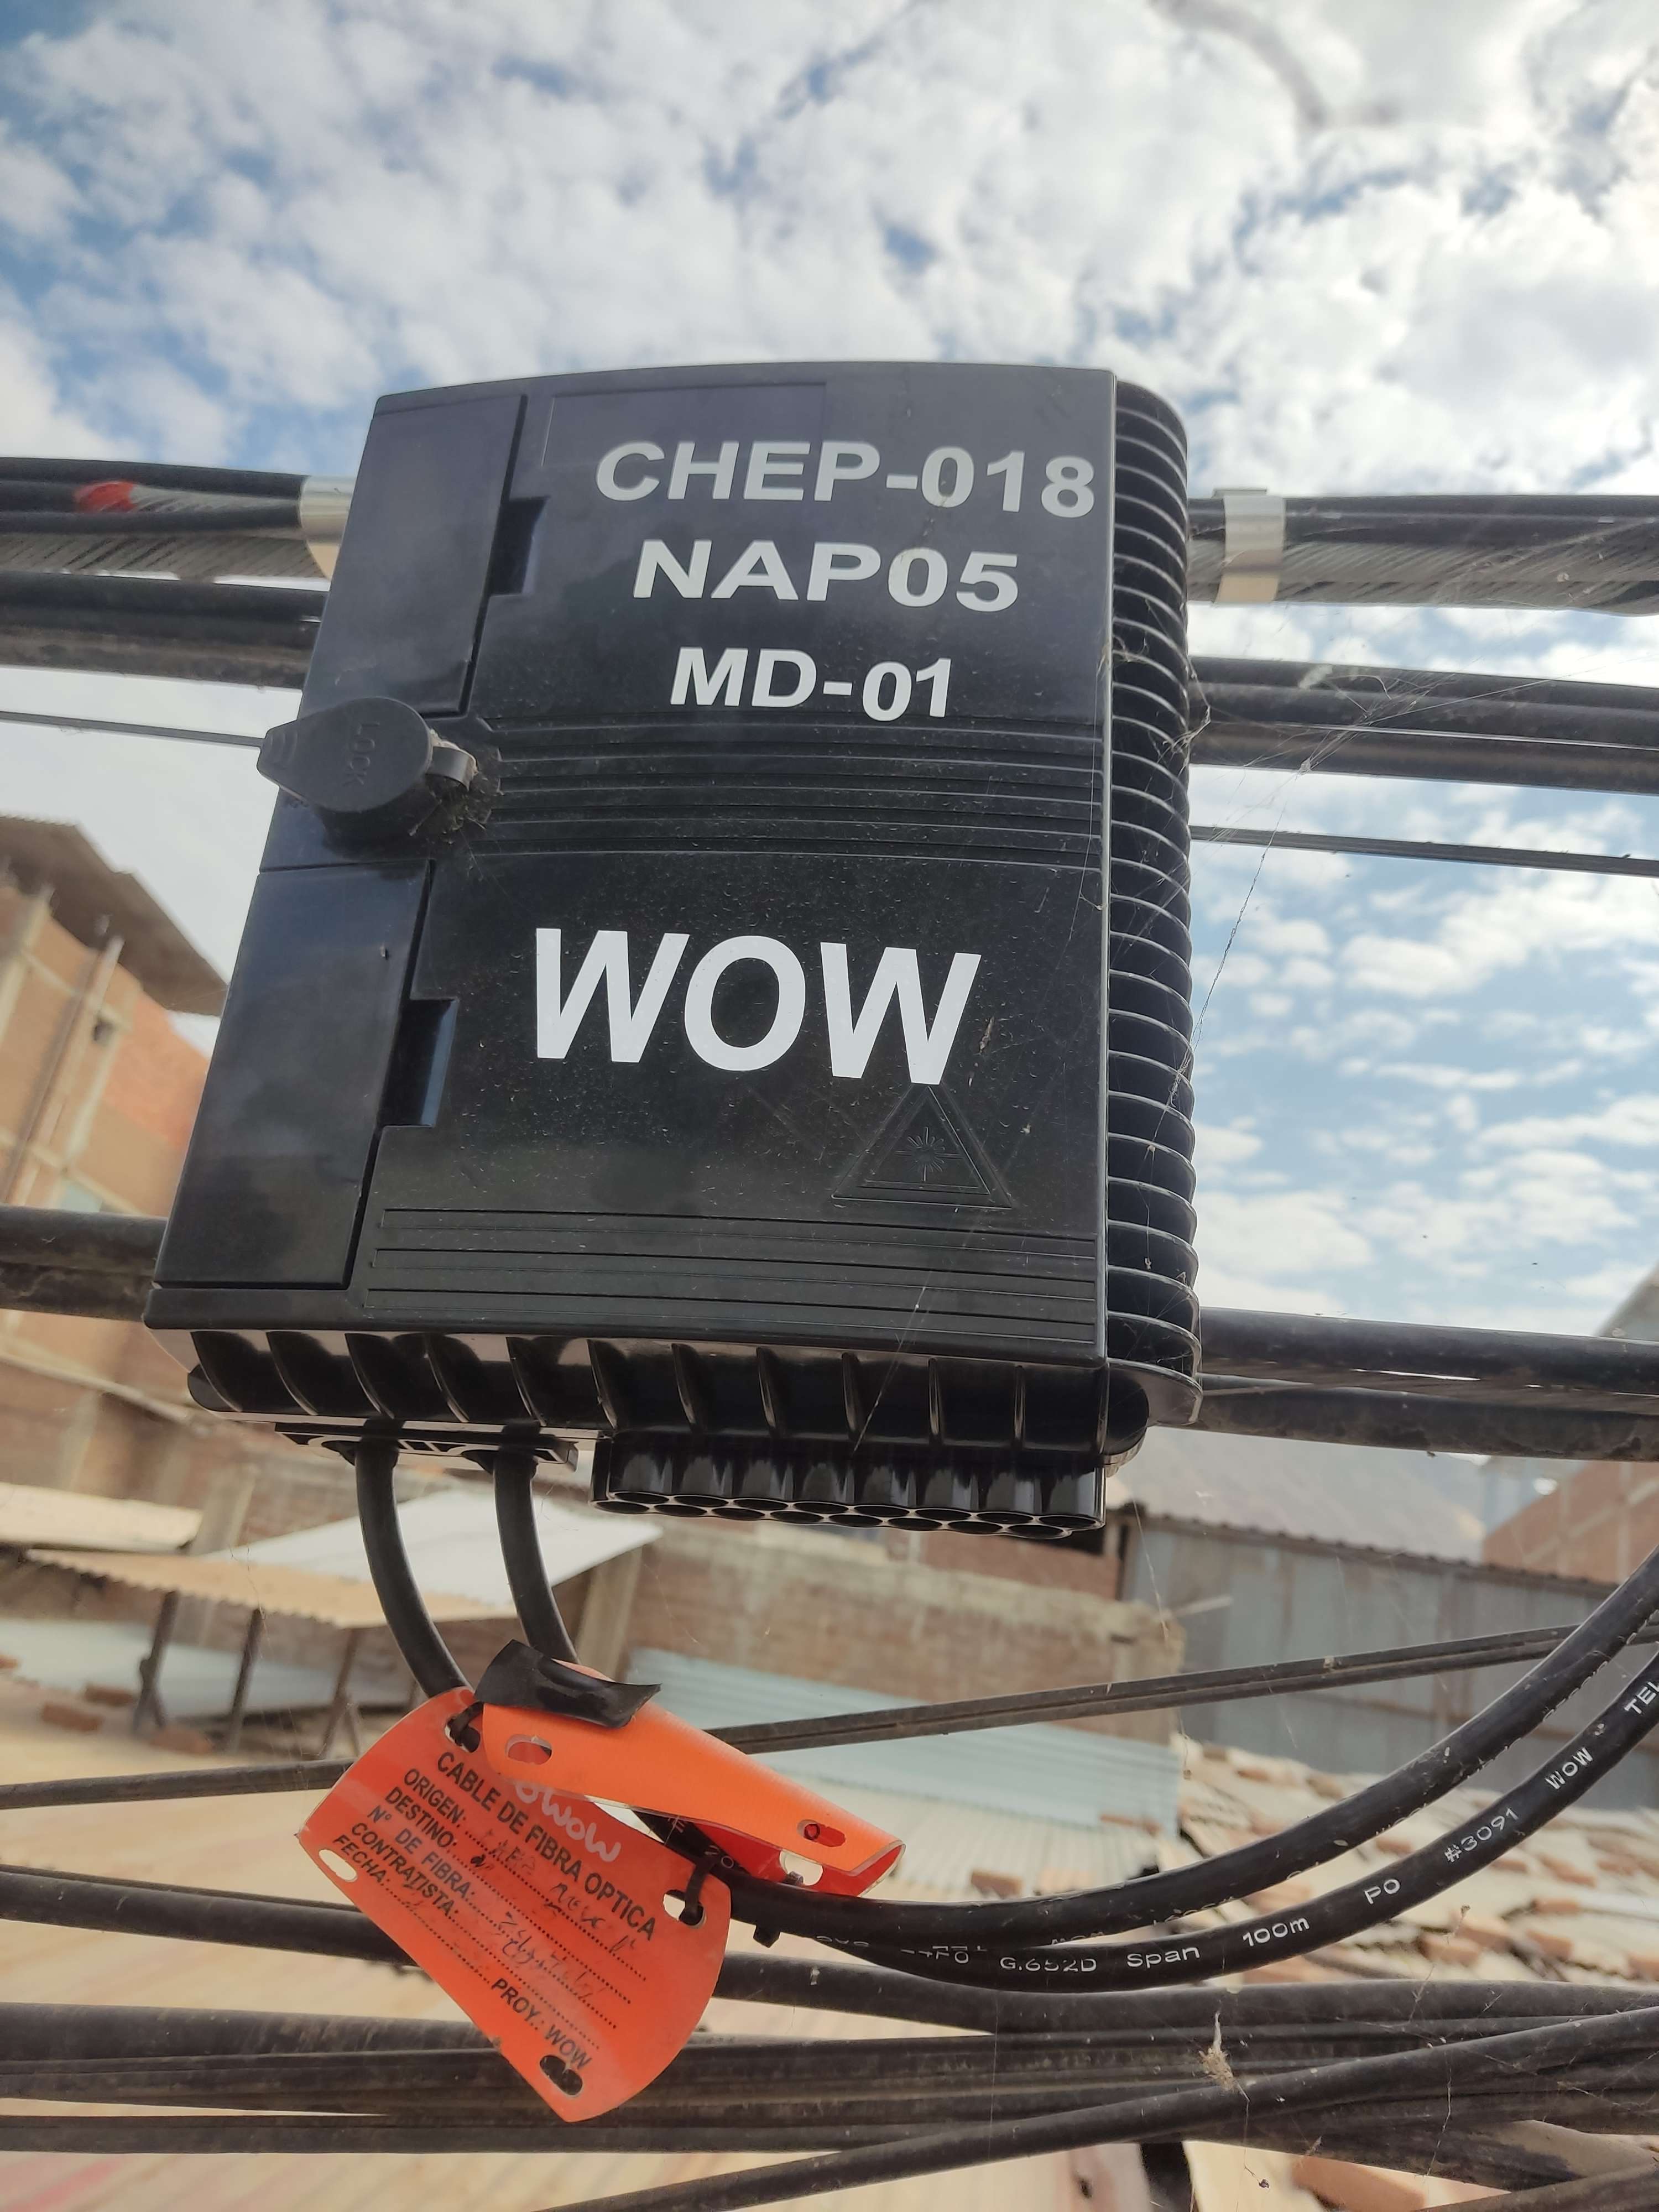 CHEP-018
NAP05
MD-01
LOCK
WOW
CABLE DE FIBRA OPTICA
ORIGEN:
DESTINO:
N° DE FIBRA:
CONTRATISTA:
FECHA:
PROY.: WOW
G.652D Span 100m PO #3091 WOW TEL